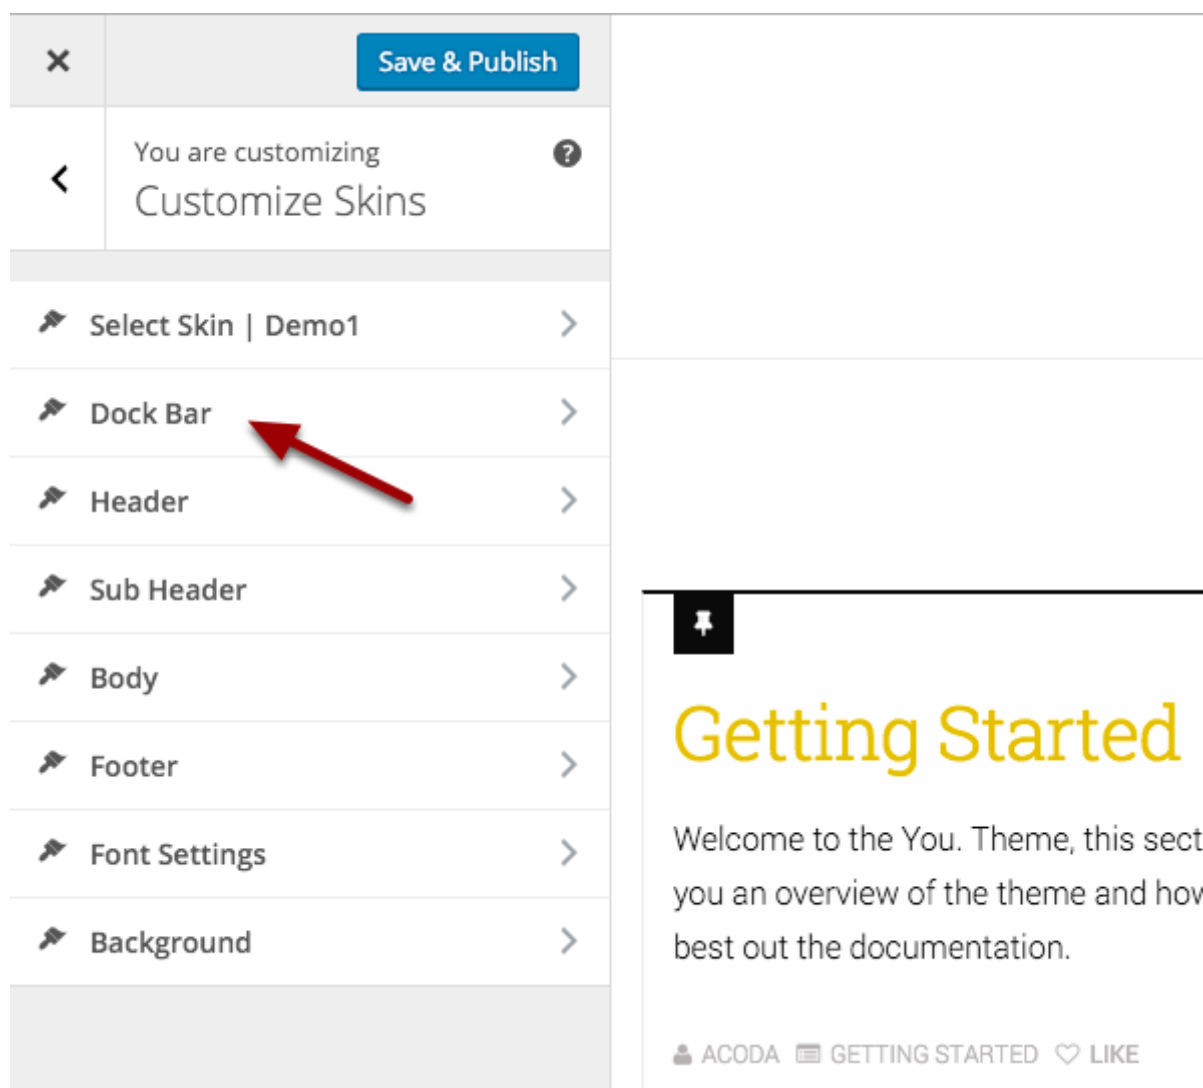 Save & Publish
You are customizing
Customize Skins
Select Skin | Demo1
Dock Bar
Header
Sub Header
Body
Footer
Font Settings
Background
Getting Started
Welcome to the You. Theme, this sect
you an overview of the theme and how
best out the documentation.
ACODA GETTING STARTED LIKE